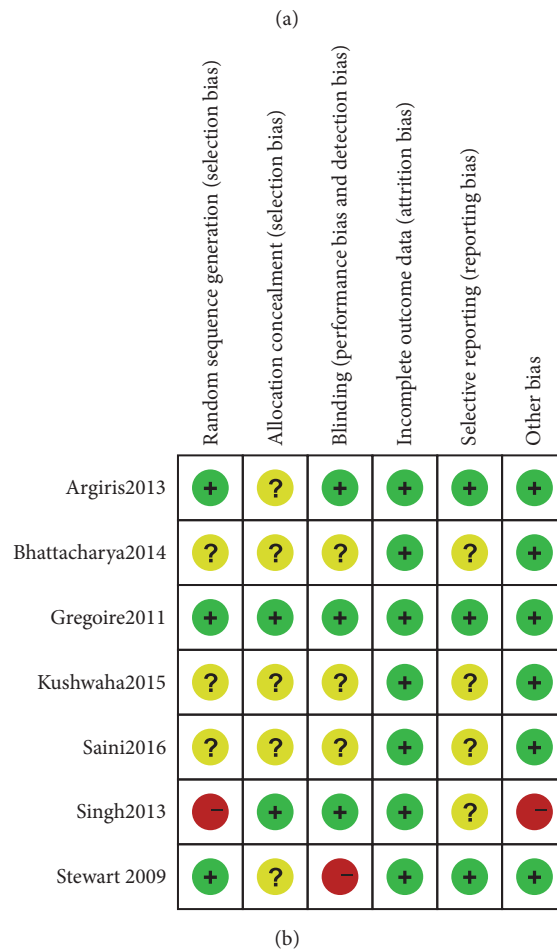 (a)
Random sequence generation (selection bias)
Allocation concealment (selection bias)
Blinding (performance bias and detection bias)
Incomplete outcome data (attrition bias)
Selective reporting (reporting bias)
Other bias
Argiris2013 + ? + + + +
Bhattacharya2014 ? ? ? + ? +
Gregoire2011 + + + + + +
Kushwaha2015 ? ? ? + ? +
Saini2016 ? ? ? + ? +
Singh2013 – + + + ? –
Stewart 2009 + ? – + + +
(b)